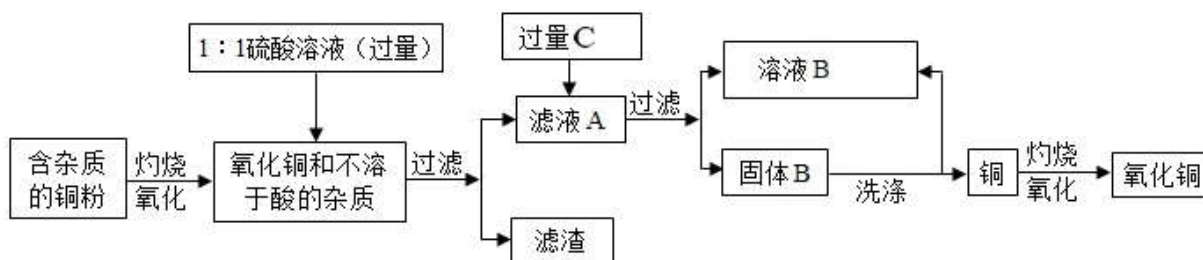 1：1硫酸溶液（过量）
过量C
溶液B
滤液A
过滤
含杂质
的铜粉
灼烧
氧化
氧化铜和不溶
于酸的杂质
过滤
固体B
洗涤
铜
灼烧
氧化
氧化铜
滤渣